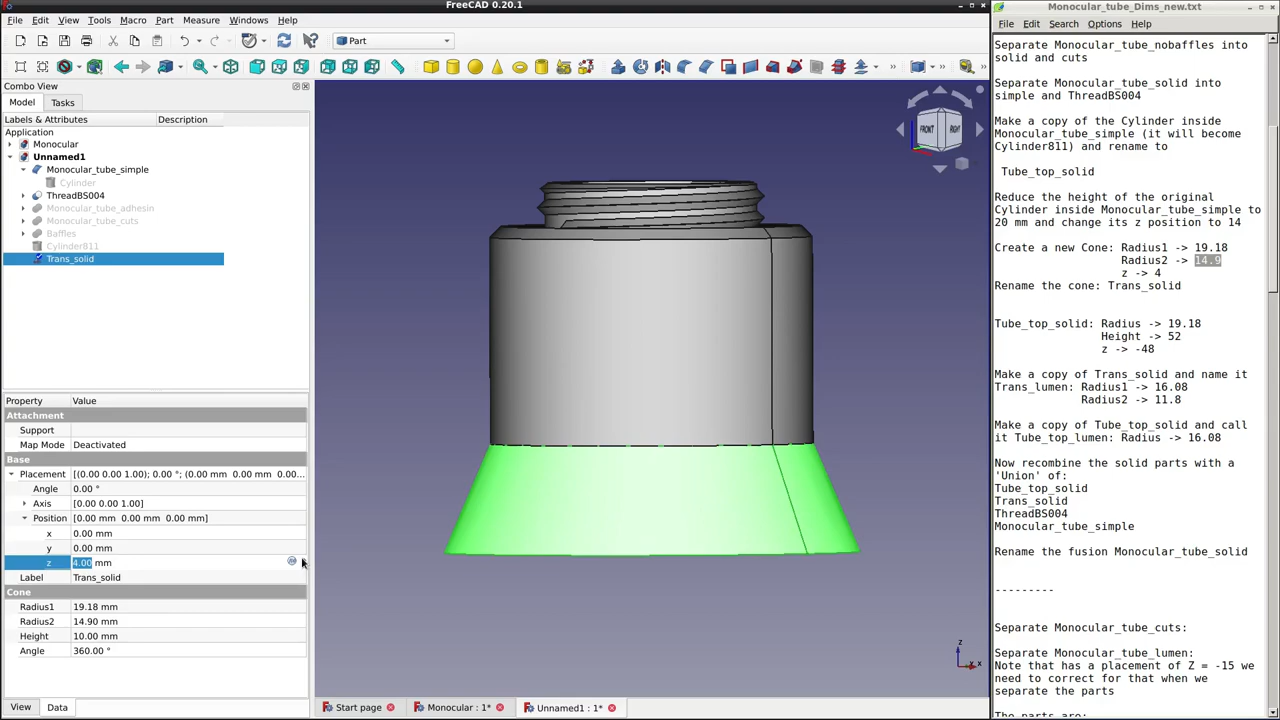 FreeCAD 0.20.1
File Edit View Tools Macro Part Measure Windows Help
Part
Combo View
Model Tasks
Labels & Attributes Description
Application
Monocular
Unnamed1
Monocular_tube_simple
Cylinder
ThreadBS004
Monocular_tube_adhesin
Monocular_tube_cuts
Baffles
Cylinder811
Trans_solid
Property Value
Attachment
Support
Map Mode Deactivated
Base
Placement [(0.00 0.00 1.00); 0.00 °; (0.00 mm 0.00 mm 0.00...
Angle 0.00 °
Axis [0.00 0.00 1.00]
Position [0.00 mm 0.00 mm 0.00 mm]
x 0.00 mm
y 0.00 mm
z 4.00 mm
Label Trans_solid
Cone
Radius1 19.18 mm
Radius2 14.90 mm
Height 10.00 mm
Angle 360.00 °
View Data
FRONT RIGHT
z
x x
Start page Monocular : 1* Unnamed1 : 1*
Monocular_tube_Dims_new.txt
File Edit Search Options Help
Separate Monocular_tube_nobaffles into
solid and cuts
Separate Monocular_tube_solid into
simple and ThreadBS004
Make a copy of the Cylinder inside
Monocular_tube_simple (it will become
Cylinder811) and rename to
Tube_top_solid
Reduce the height of the original
Cylinder inside Monocular_tube_simple to
20 mm and change its z position to 14
Create a new Cone: Radius1 -> 19.18
Radius2 -> 14.9
z -> 4
Rename the cone: Trans_solid
Tube_top_solid: Radius -> 19.18
Height -> 52
z -> -48
Make a copy of Trans_solid and name it
Trans_lumen: Radius1 -> 16.08
Radius2 -> 11.8
Make a copy of Tube_top_solid and call
it Tube_top_lumen: Radius -> 16.08
Now recombine the solid parts with a
'Union' of:
Tube_top_solid
Trans_solid
ThreadBS004
Monocular_tube_simple
Rename the fusion Monocular_tube_solid
---------
Separate Monocular_tube_cuts:
Separate Monocular_tube_lumen:
Note that has a placement of Z = -15 we
need to correct for that when we
separate the parts
The parts are: